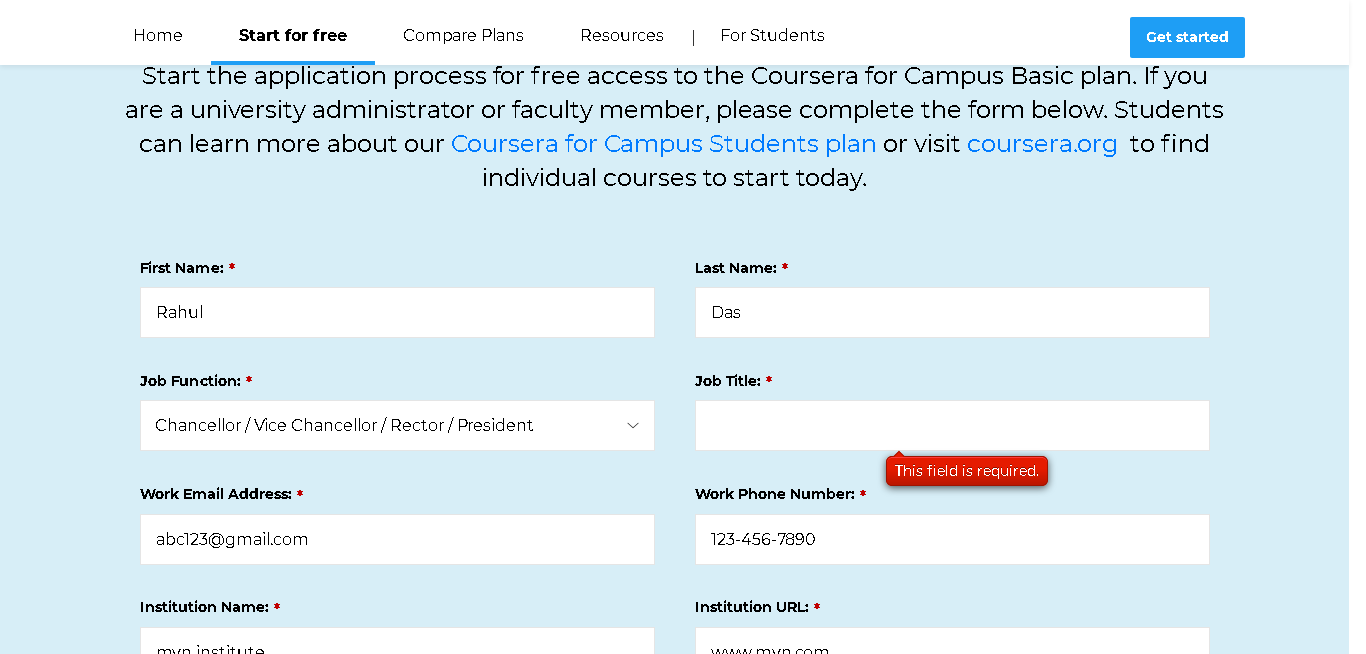 Home Start for free Compare Plans Resources | For Students Get started
Start the application process for free access to the Coursera for Campus Basic plan. If you
are a university administrator or faculty member, please complete the form below. Students
can learn more about our Coursera for Campus Students plan or visit coursera.org to find
individual courses to start today.
First Name: * Last Name: *
Rahul Das
Job Function: * Job Title: *
Chancellor / Vice Chancellor / Rector / President
This field is required.
Work Email Address: * Work Phone Number: *
abc123@gmail.com 123-456-7890
Institution Name: * Institution URL: *
mvn institute www.mvn.com